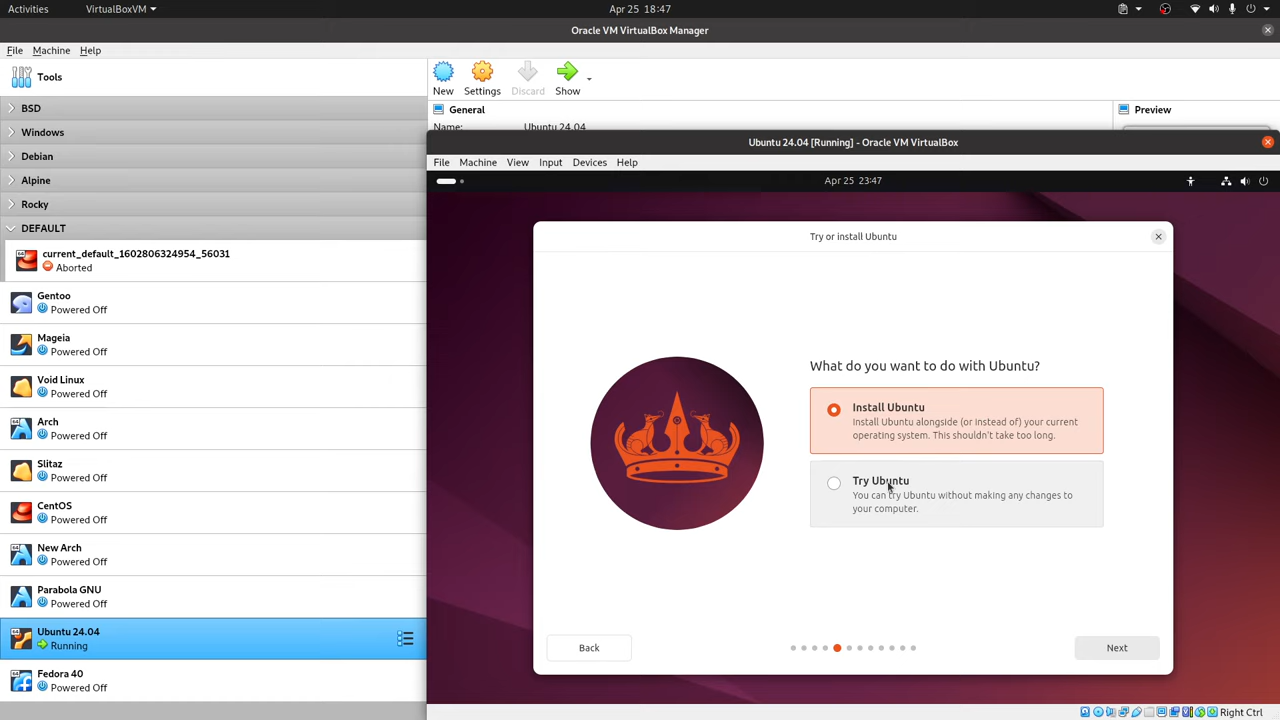 Activities
VirtualBoxVM
Apr 25 18:47
Oracle VM VirtualBox Manager
File Machine Help
Tools
New Settings Discard Show
BSD
Windows
Debian
Alpine
Rocky
DEFAULT
current_default_1602806324954_56031
Aborted
Gentoo
Powered Off
Mageia
Powered Off
Void Linux
Powered Off
Arch
Powered Off
Slitaz
Powered Off
CentOS
Powered Off
New Arch
Powered Off
Parabola GNU
Powered Off
Ubuntu 24.04
Running
Fedora 40
Powered Off
General
Preview
Name: Ubuntu 24.04
Ubuntu 24.04 [Running] - Oracle VM VirtualBox
File Machine View Input Devices Help
Apr 25 23:47
Try or install Ubuntu
What do you want to do with Ubuntu?
Install Ubuntu
Install Ubuntu alongside (or instead of) your current
operating system. This shouldn't take too long.
Try Ubuntu
You can try Ubuntu without making any changes to
your computer.
Back
Next
Right Ctrl